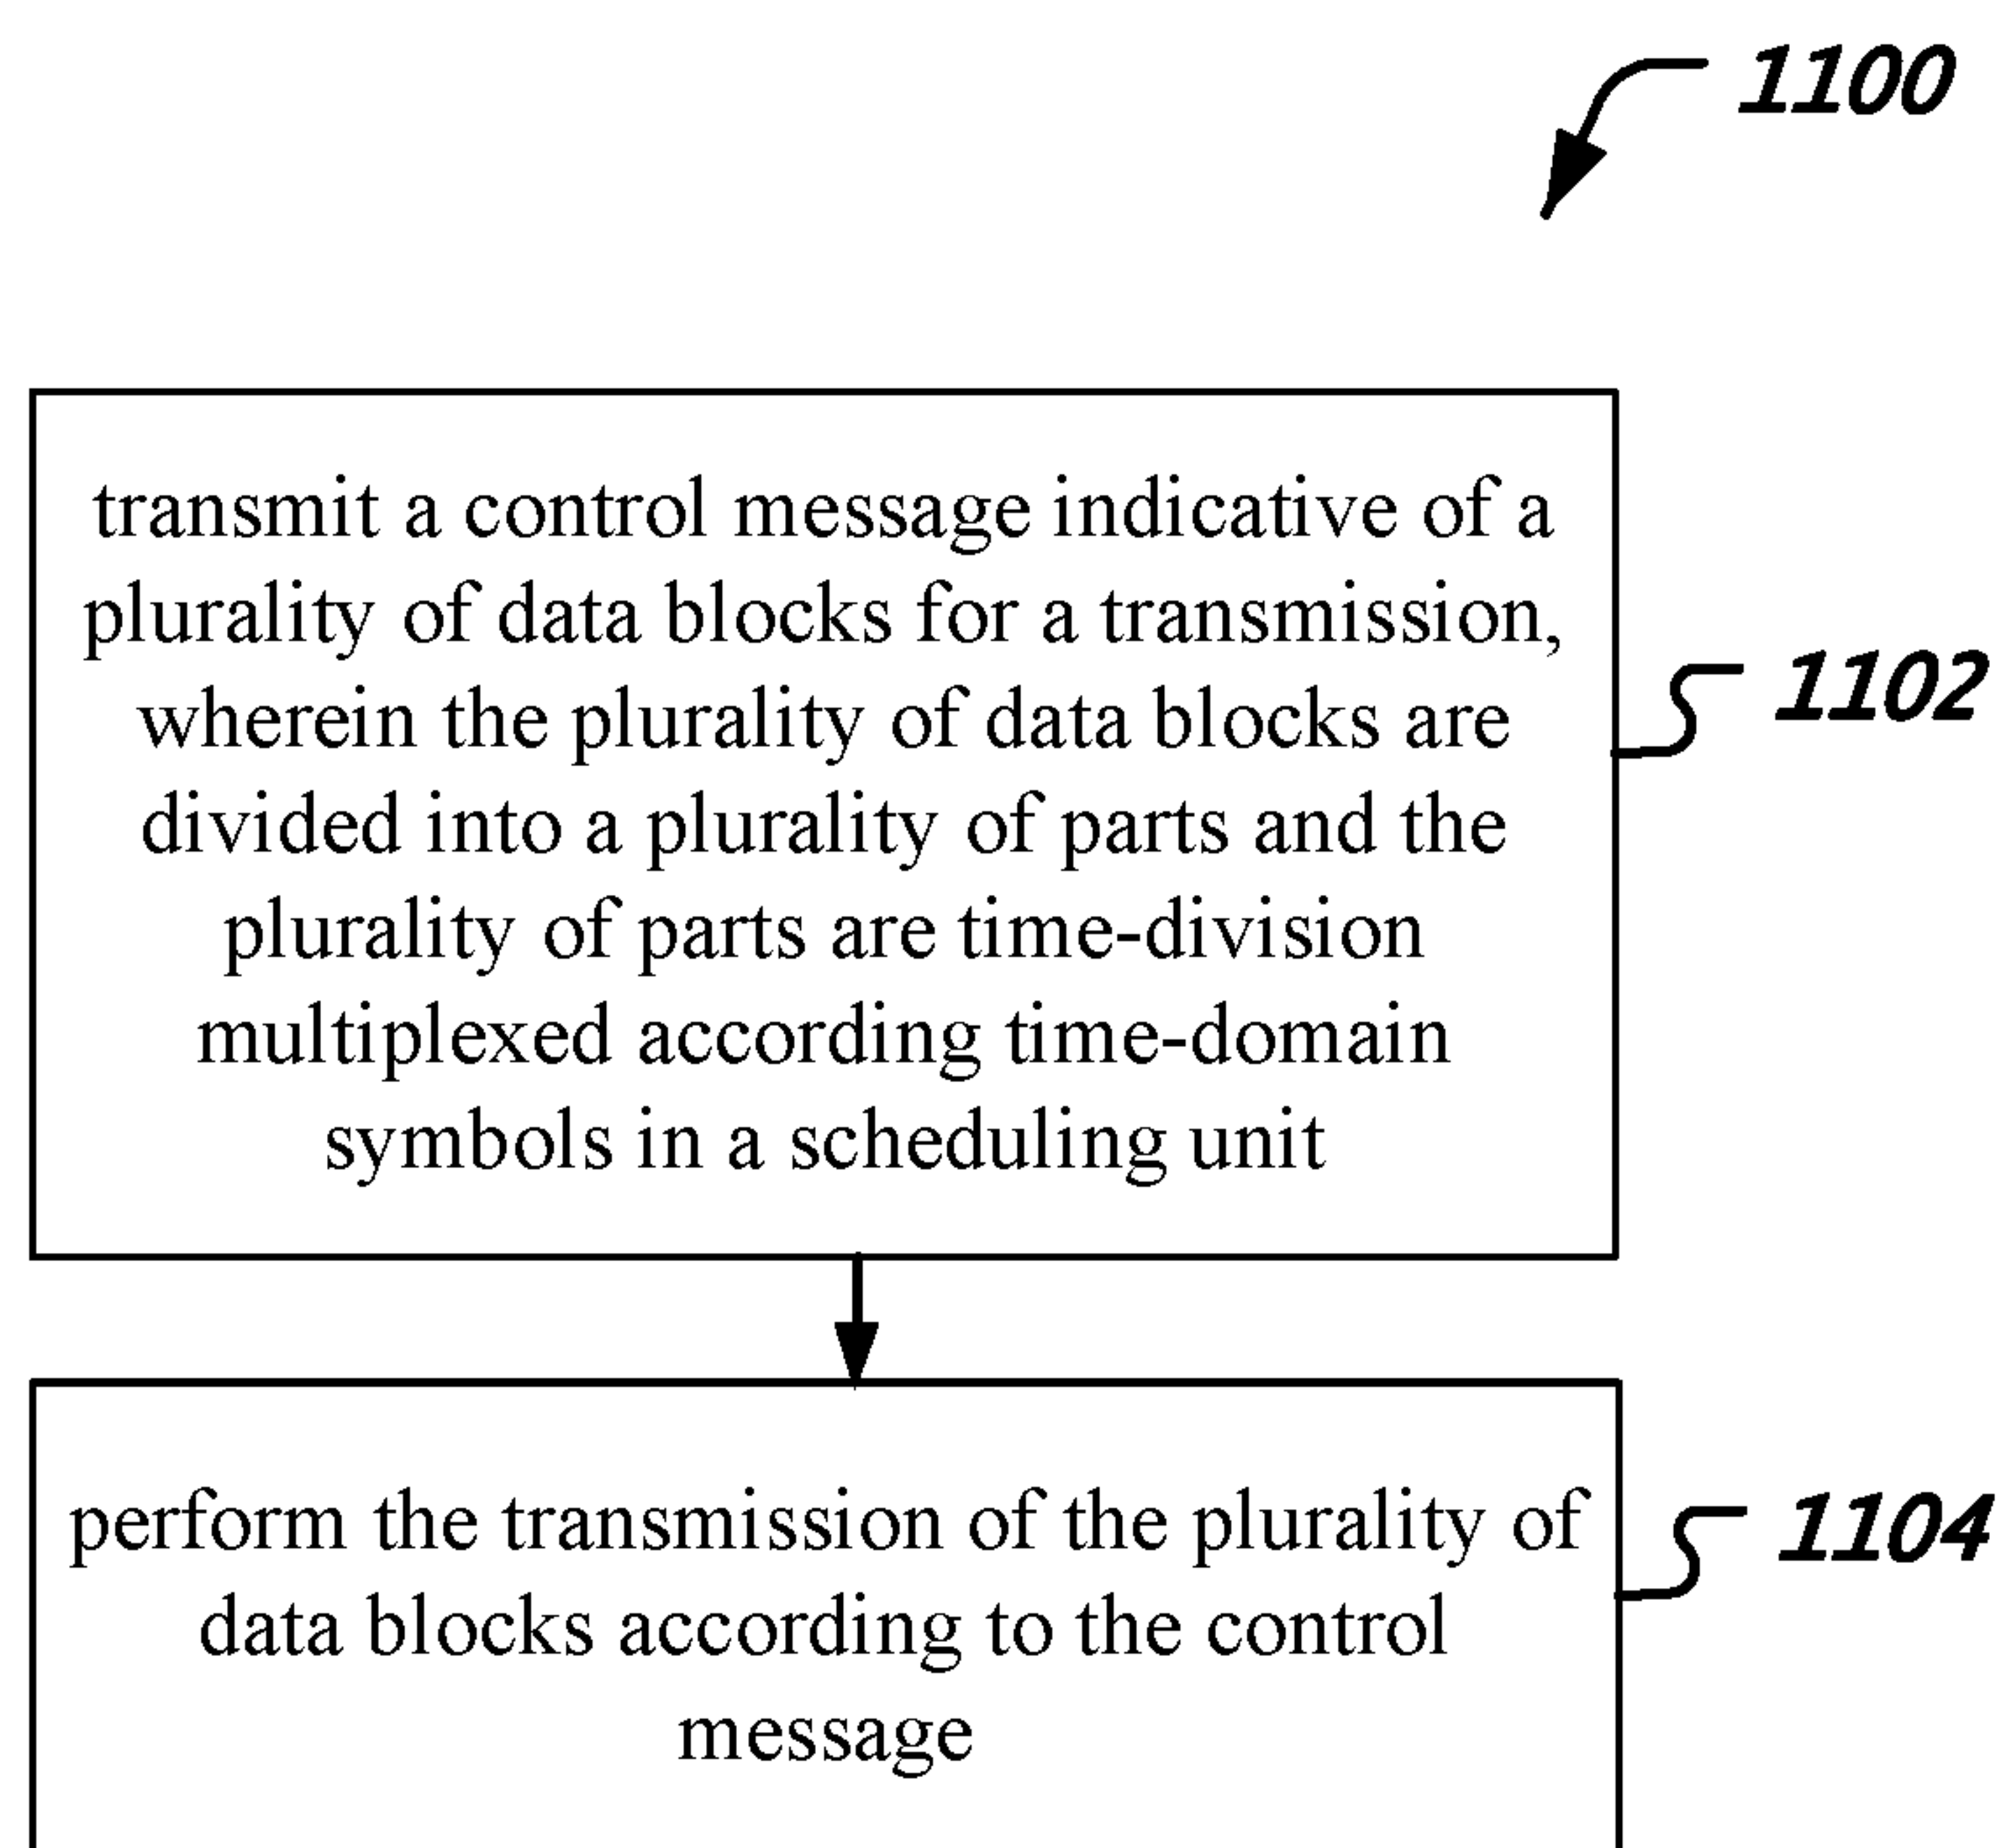 1100
transmit a control message indicative of a
plurality of data blocks for a transmission,
wherein the plurality of data blocks are
divided into a plurality of parts and the
plurality of parts are time-division
multiplexed according time-domain
symbols in a scheduling unit
1102
perform the transmission of the plurality of
data blocks according to the control
message
1104